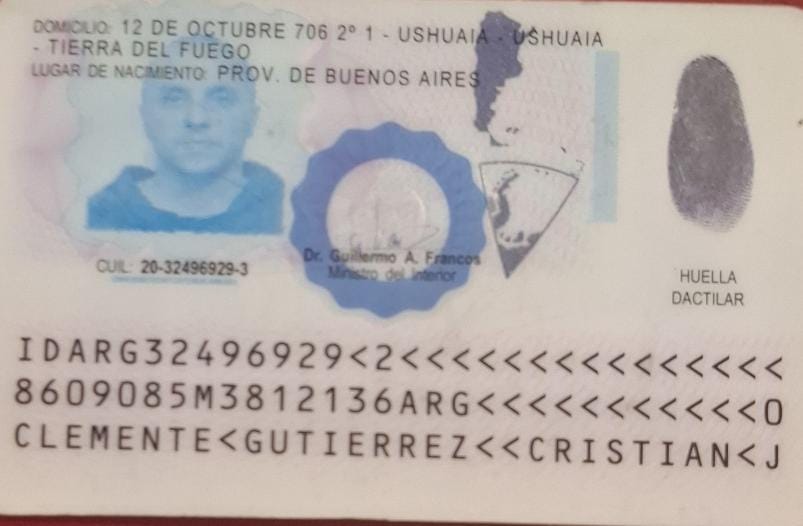 DOMICILIO: 12 DE OCTUBRE 706 2º 1 - USHUAIA - USHUAIA
- TIERRA DEL FUEGO
LUGAR DE NACIMIENTO: PROV. DE BUENOS AIRES
CUIL: 20-32496929-3
Dr. Guillermo A. Francos
Ministro del Interior
HUELLA
DACTILAR
IDARG32496929<2<<<<<<<<<<<<<<<
8609085M3812136ARG<<<<<<<<<<<0
CLEMENTE<GUTIERREZ<<CRISTIAN<J